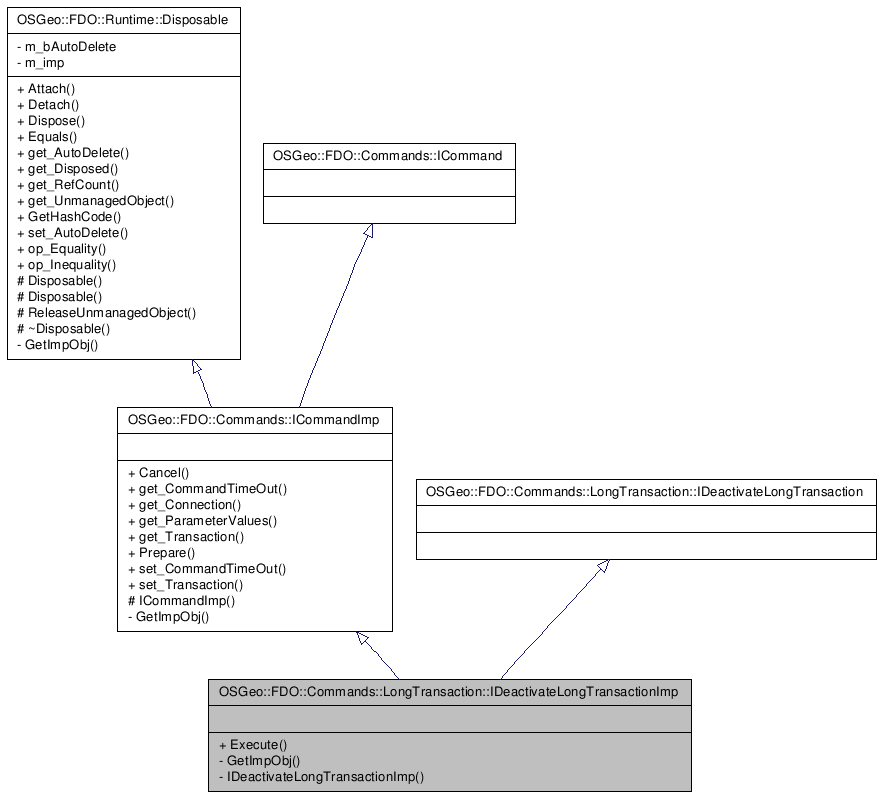 OSGeo::FDO::Runtime::Disposable
- m_bAutoDelete
- m_imp
+ Attach()
+ Detach()
+ Dispose()
+ Equals()
+ get_AutoDelete()
+ get_Disposed()
+ get_RefCount()
+ get_UnmanagedObject()
+ GetHashCode()
+ set_AutoDelete()
+ op_Equality()
+ op_Inequality()
# Disposable()
# Disposable()
# ReleaseUnmanagedObject()
# ~Disposable()
- GetImpObj()
OSGeo::FDO::Commands::ICommand
OSGeo::FDO::Commands::ICommandImp
+ Cancel()
+ get_CommandTimeOut()
+ get_Connection()
+ get_ParameterValues()
+ get_Transaction()
+ Prepare()
+ set_CommandTimeOut()
+ set_Transaction()
# ICommandImp()
- GetImpObj()
OSGeo::FDO::Commands::LongTransaction::IDeactivateLongTransaction
OSGeo::FDO::Commands::LongTransaction::IDeactivateLongTransactionImp
+ Execute()
- GetImpObj()
- IDeactivateLongTransactionImp()